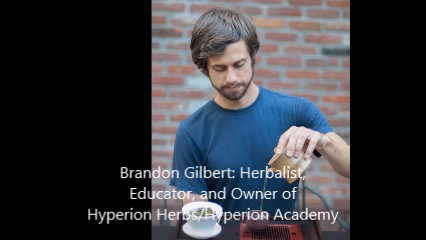 Brandon Gilbert: Herbalist,
Educator, and Owner of
Hyperion Herbs/Hyperion Academy